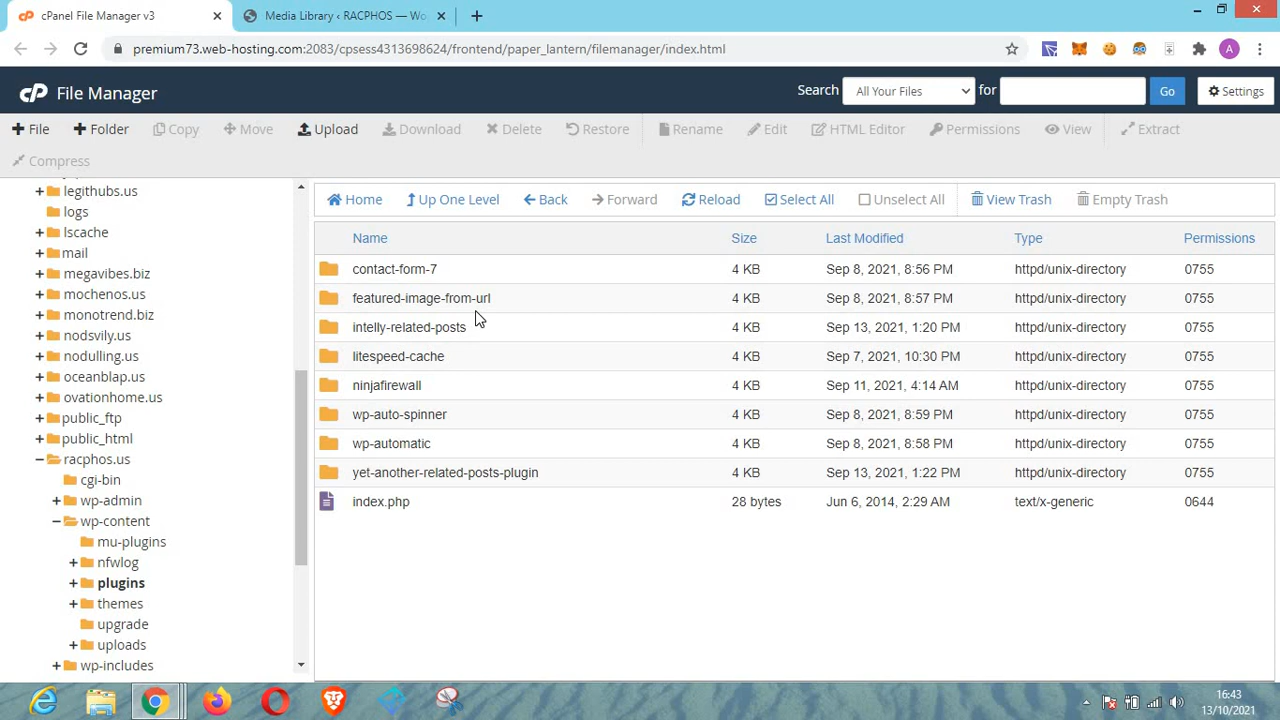 cPanel File Manager v3
Media Library ‹ RACPHOS — Wo
premium73.web-hosting.com:2083/cpsess4313698624/frontend/paper_lantern/filemanager/index.html
A
cP File Manager
Search All Your Files for Go Settings
File Folder Copy Move Upload Download Delete Restore Rename Edit HTML Editor Permissions View Extract
Compress
Home Up One Level Back Forward Reload Select All Unselect All View Trash Empty Trash
legithubs.us
logs
lscache
mail
megavibes.biz
mochenos.us
monotrend.biz
nodsvily.us
nodulling.us
oceanblap.us
ovationhome.us
public_ftp
public_html
racphos.us
cgi-bin
wp-admin
wp-content
mu-plugins
nfwlog
plugins
themes
upgrade
uploads
wp-includes
Name Size Last Modified Type Permissions
contact-form-7 4 KB Sep 8, 2021, 8:56 PM httpd/unix-directory 0755
featured-image-from-url 4 KB Sep 8, 2021, 8:57 PM httpd/unix-directory 0755
intelly-related-posts 4 KB Sep 13, 2021, 1:20 PM httpd/unix-directory 0755
litespeed-cache 4 KB Sep 7, 2021, 10:30 PM httpd/unix-directory 0755
ninjafirewall 4 KB Sep 11, 2021, 4:14 AM httpd/unix-directory 0755
wp-auto-spinner 4 KB Sep 8, 2021, 8:59 PM httpd/unix-directory 0755
wp-automatic 4 KB Sep 8, 2021, 8:58 PM httpd/unix-directory 0755
yet-another-related-posts-plugin 4 KB Sep 13, 2021, 1:22 PM httpd/unix-directory 0755
index.php 28 bytes Jun 6, 2014, 2:29 AM text/x-generic 0644
16:43
13/10/2021